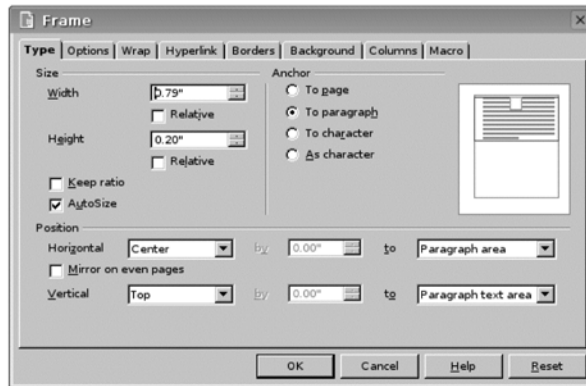 Frame
Type Options Wrap Hyperlink Borders Background Columns Macro
Size
Width 0.79"
Relative
Height 0.20"
Relative
Keep ratio
AutoSize
Anchor
To page
To paragraph
To character
As character
Position
Horizontal Center by 0.00" to Paragraph area
Mirror on even pages
Vertical Top by 0.00" to Paragraph text area
OK Cancel Help Reset